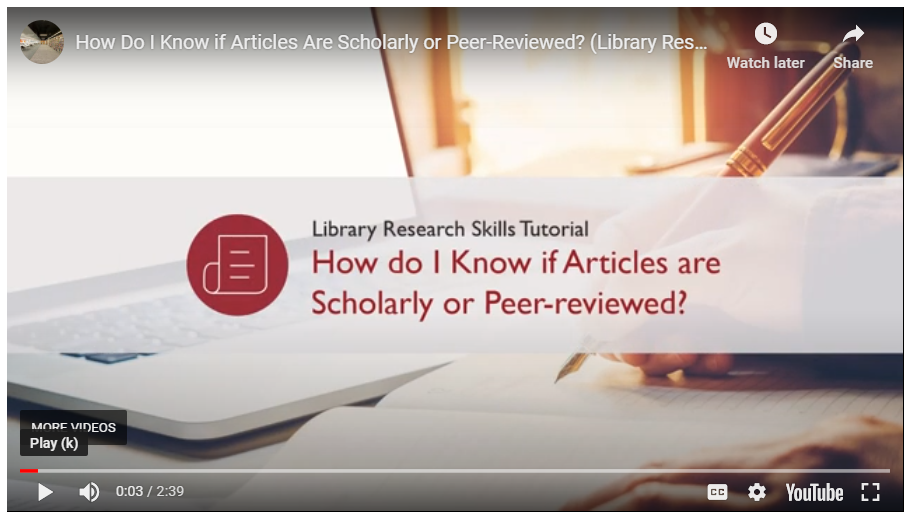 How Do I Know if Articles Are Scholarly or Peer-Reviewed? (Library Res...
Watch later
Share
Library Research Skills Tutorial
How do I Know if Articles are
Scholarly or Peer-reviewed?
MORE VIDEOS
Play (k)
0:03 / 2:39
CC
YouTube